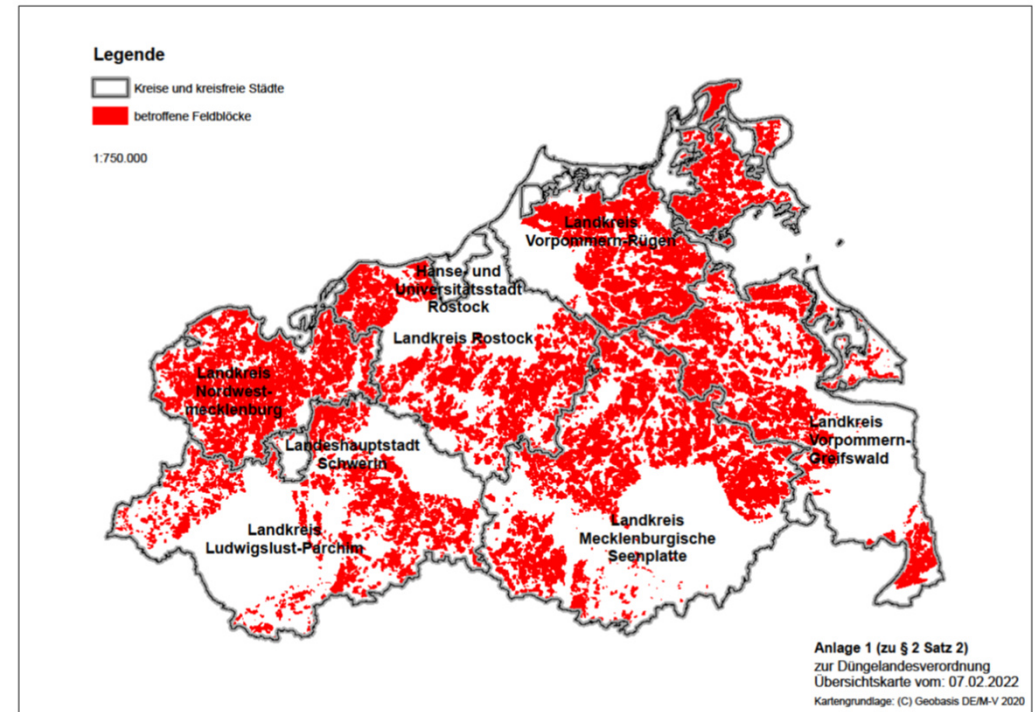 Legende
Kreise und kreisfreie Städte
betroffene Feldblöcke
1:750.000
Landkreis
Vorpommern-Rügen
Hanse- und
Universitätsstadt
Rostock
Landkreis Rostock
Landkreis
Nordwest-
mecklenburg
Landeshauptstadt
Schwerin
Landkreis
Vorpommern-
Greifswald
Landkreis
Ludwigslust-Parchim
Landkreis
Mecklenburgische
Seenplatte
Anlage 1 (zu § 2 Satz 2)
zur Düngelandesverordnung
Übersichtskarte vom: 07.02.2022
Kartengrundlage: (C) Geobasis DE/M-V 2020